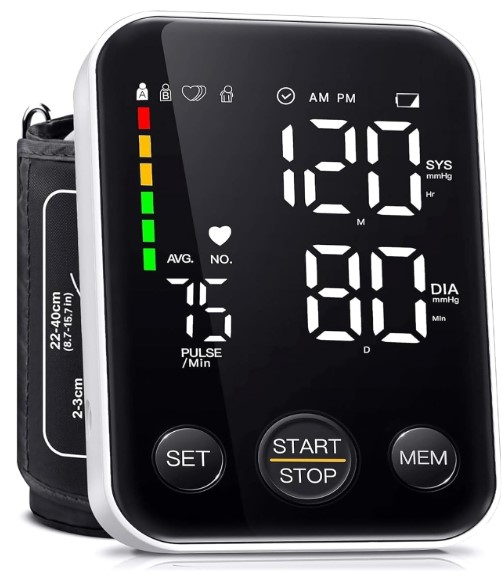 A
B
AM PM
120
SYS
mmHg
Hr
M
AVG. NO.
80
DIA
mmHg
Min
D
75
PULSE
/Min
22-40cm
(8.7-15.7 in)
2-3cm
SET
START
STOP
MEM